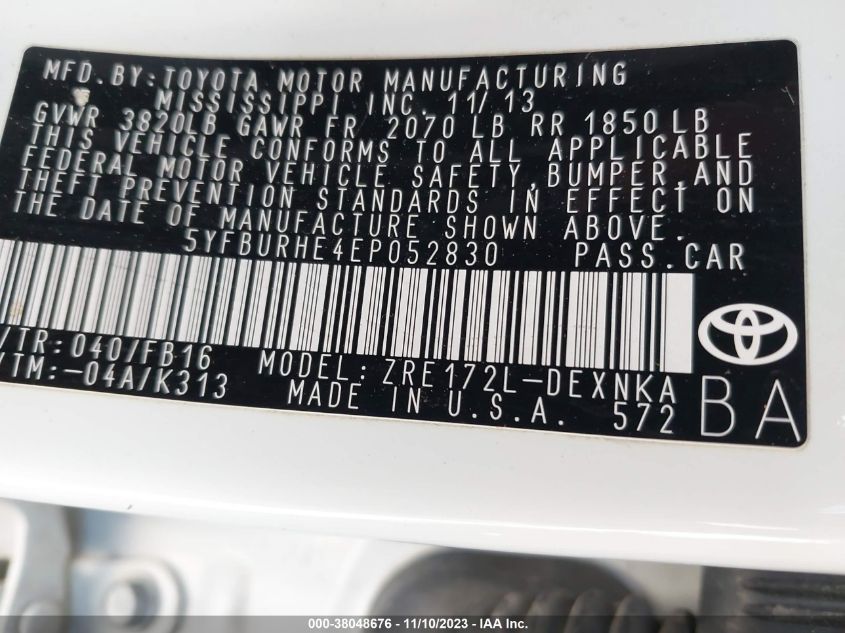 MFD.BY:TOYOTA MOTOR MANUFACTURING
MISSISSIPPI INC. 11/13
GVWR 3820LB GAWR FR 2070 LB RR 1850 LB
THIS VEHICLE CONFORMS TO ALL APPLICABLE
FEDERAL MOTOR VEHICLE SAFETY,BUMPER,AND
THEFT PREVENTION STANDARDS IN EFFECT ON
THE DATE OF MANUFACTURE SHOWN ABOVE.
5YFBURHE4EP052830 PASS.CAR
/TR:040/FB16 MODEL:ZRE172L-DEXNKA
/TM:-04A/K313 MADE IN U.S.A. 572
BA
000-38048676 — 11/10/2023 — IAA Inc.